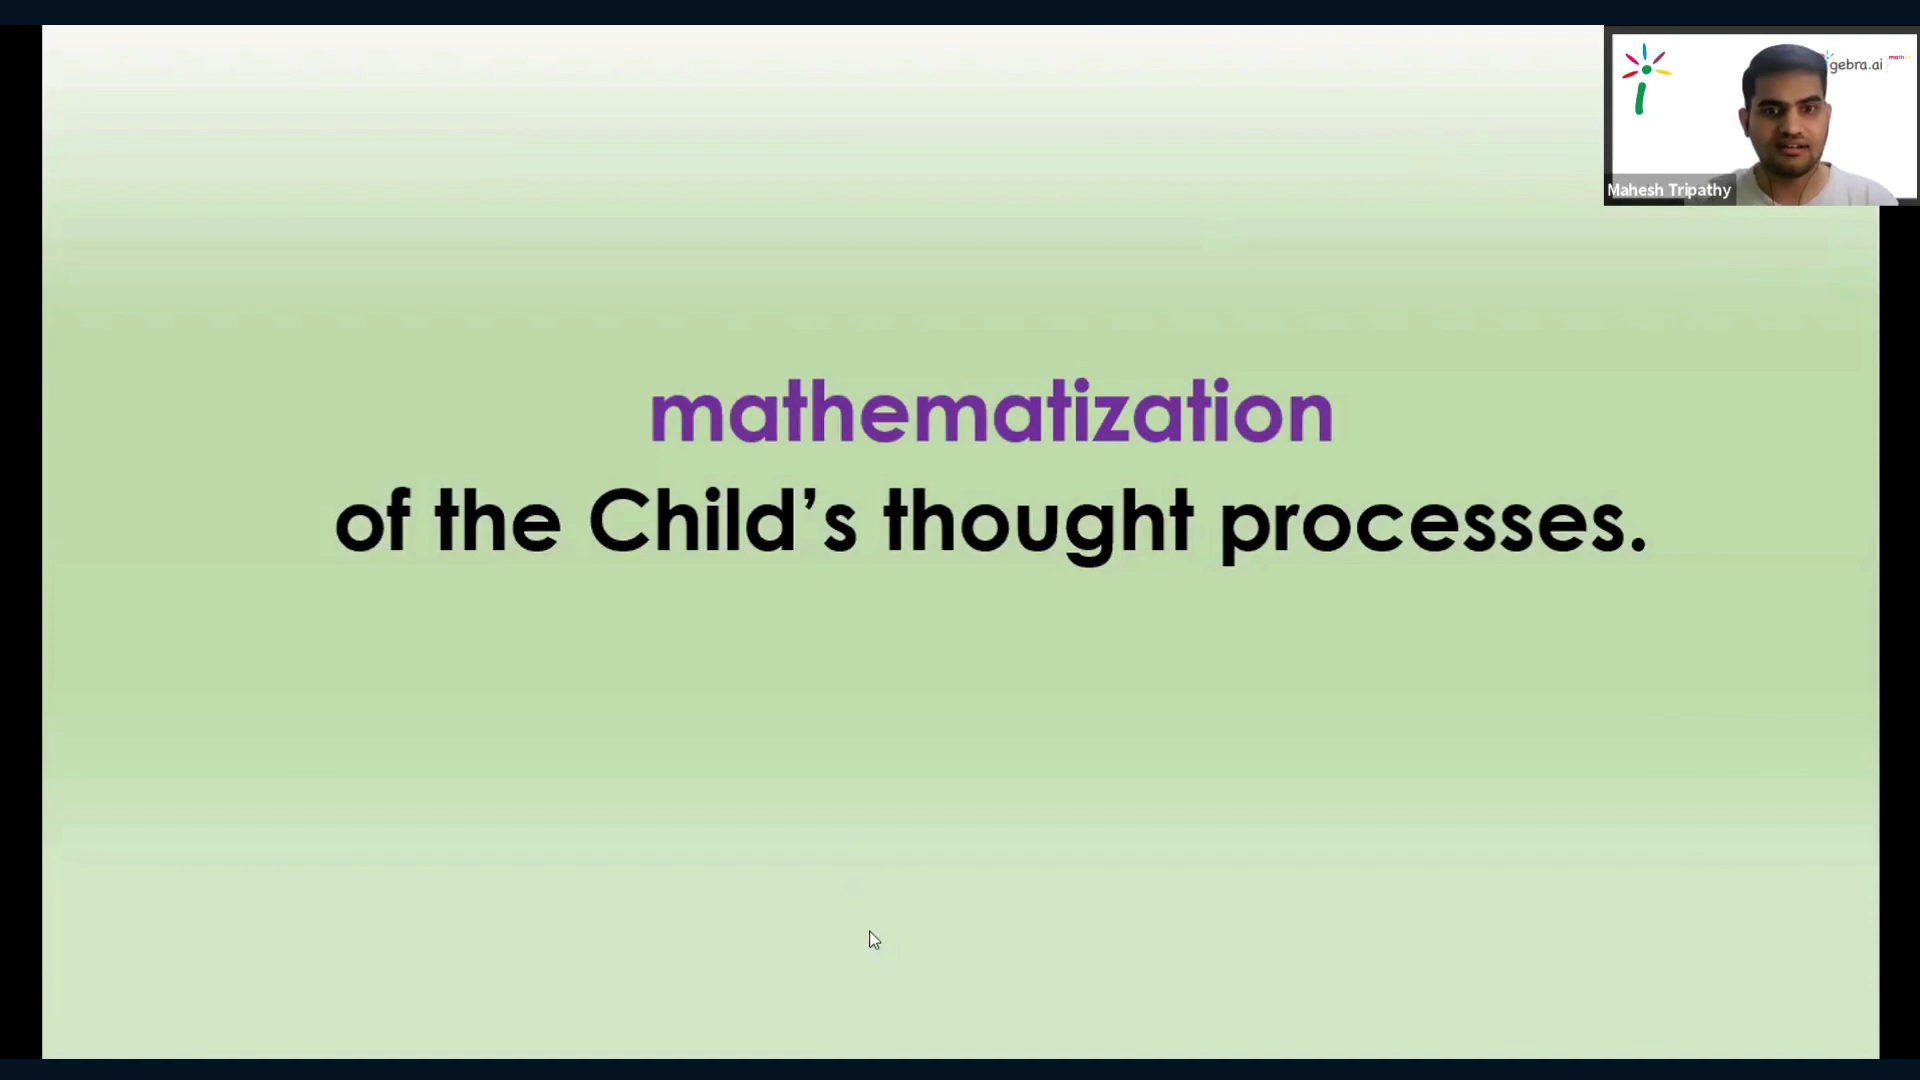 gebra.ai
Mahesh Tripathy
mathematization
of the Child’s thought processes.